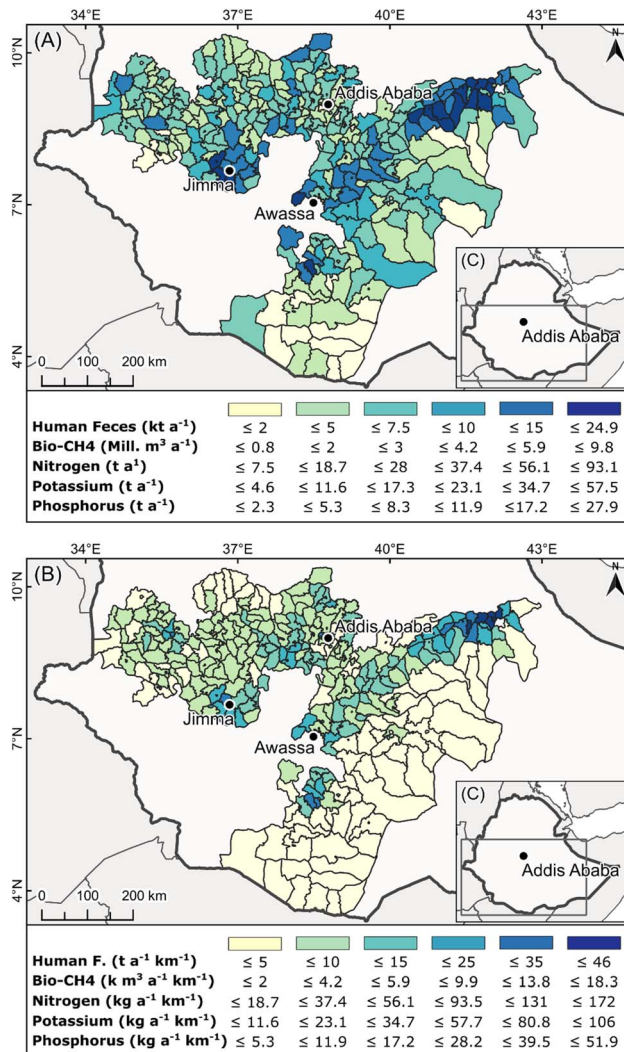 34°E 37°E 40°E 43°E
(A)
N
10°N
Addis Ababa
Jimma
7°N
Awassa
(C)
Addis Ababa
4°N
0 100 200 km
Human Feces (kt a⁻¹) ≤ 2 ≤ 5 ≤ 7.5 ≤ 10 ≤ 15 ≤ 24.9
Bio-CH4 (Mill. m³ a⁻¹) ≤ 0.8 ≤ 2 ≤ 3 ≤ 4.2 ≤ 5.9 ≤ 9.8
Nitrogen (t a¹) ≤ 7.5 ≤ 18.7 ≤ 28 ≤ 37.4 ≤ 56.1 ≤ 93.1
Potassium (t a⁻¹) ≤ 4.6 ≤ 11.6 ≤ 17.3 ≤ 23.1 ≤ 34.7 ≤ 57.5
Phosphorus (t a⁻¹) ≤ 2.3 ≤ 5.3 ≤ 8.3 ≤ 11.9 ≤17.2 ≤ 27.9
34°E 37°E 40°E 43°E
(B)
N
10°N
Addis Ababa
Jimma
7°N
Awassa
(C)
Addis Ababa
4°N
0 100 200 km
Human F. (t a⁻¹ km⁻¹) ≤ 5 ≤ 10 ≤ 15 ≤ 25 ≤ 35 ≤ 46
Bio-CH4 (k m³ a⁻¹ km⁻¹) ≤ 2 ≤ 4.2 ≤ 5.9 ≤ 9.9 ≤ 13.8 ≤ 18.3
Nitrogen (kg a⁻¹ km⁻¹) ≤ 18.7 ≤ 37.4 ≤ 56.1 ≤ 93.5 ≤ 131 ≤ 172
Potassium (kg a⁻¹ km⁻¹) ≤ 11.6 ≤ 23.1 ≤ 34.7 ≤ 57.7 ≤ 80.8 ≤ 106
Phosphorus (kg a⁻¹ km⁻¹) ≤ 5.3 ≤ 11.9 ≤ 17.2 ≤ 28.2 ≤ 39.5 ≤ 51.9